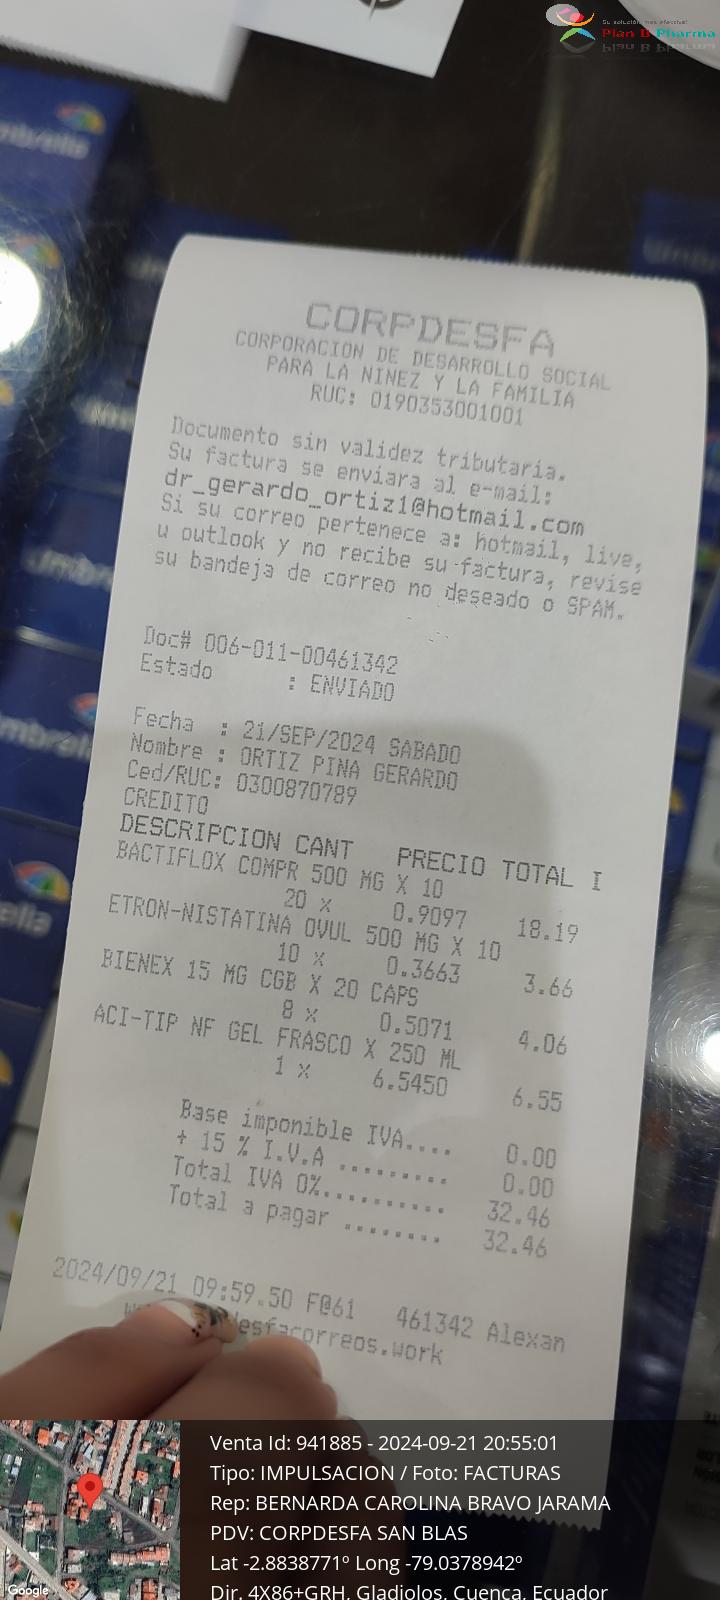 Su solución más efectiva!
Plan B Pharma
umbrella
CORPDESFA
CORPORACION DE DESARROLLO SOCIAL
PARA LA NINEZ Y LA FAMILIA
RUC: 0190353001001
Documento sin validez tributaria.
Su factura se enviara al e-mail:
dr_gerardo_ortiz1@hotmail.com
Si su correo pertenece a: hotmail, live,
u outlook y no recibe su factura, revise
su bandeja de correo no deseado o SPAM.
Doc# 006-011-00461342
Estado : ENVIADO
Fecha : 21/SEP/2024 SABADO
Nombre : ORTIZ PINA GERARDO
Ced/RUC: 0300870789
CREDITO
DESCRIPCION CANT PRECIO TOTAL I
BACTIFLOX COMPR 500 MG X 10
20 x 0.9097 18.19
ETRON-NISTATINA OVUL 500 MG X 10
10 x 0.3663 3.66
BIENEX 15 MG CGB X 20 CAPS
8 x 0.5071 4.06
ACI-TIP NF GEL FRASCO X 250 ML
1 x 6.5450 6.55
Base imponible IVA.... 0.00
+ 15 % I.V.A ......... 0.00
Total IVA 0%.......... 32.46
Total a pagar ........ 32.46
2024/09/21 09:59.50 F@61 461342 Alexan
desfacorreos.work
Venta Id: 941885 - 2024-09-21 20:55:01
Tipo: IMPULSACION / Foto: FACTURAS
Rep: BERNARDA CAROLINA BRAVO JARAMA
PDV: CORPDESFA SAN BLAS
Lat -2.8838771º Long -79.0378942º
Dir. 4X86+GRH, Gladiolos, Cuenca, Ecuador
Google